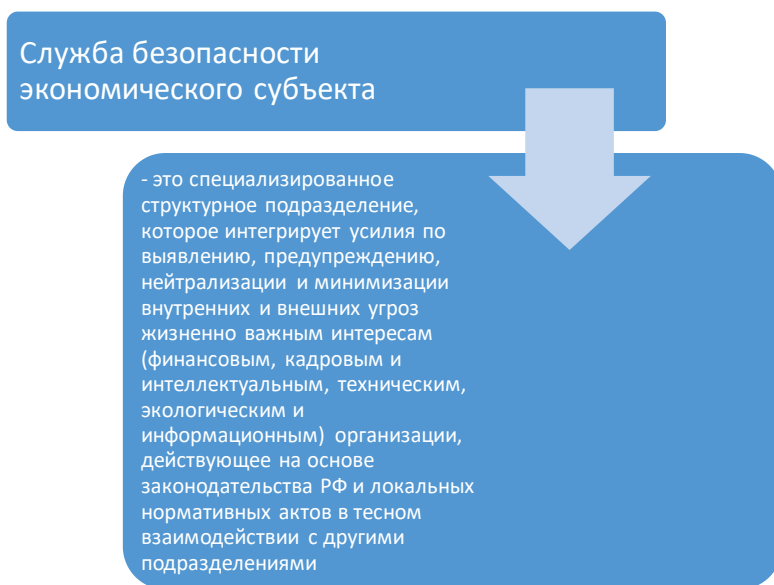 Служба безопасности
экономического субъекта
- это специализированное
структурное подразделение,
которое интегрирует усилия по
выявлению, предупреждению,
нейтрализации и минимизации
внутренних и внешних угроз
жизненно важным интересам
(финансовым, кадровым и
интеллектуальным, техническим,
экологическим и
информационным) организации,
действующее на основе
законодательства РФ и локальных
нормативных актов в тесном
взаимодействии с другими
подразделениями